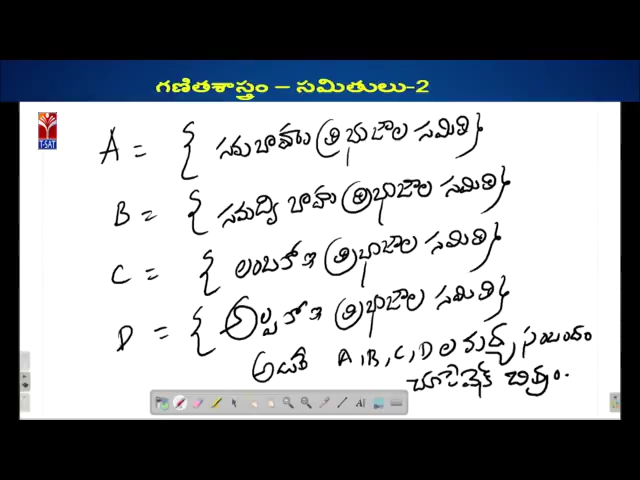 గణితశాస్త్రం – సమితులు-2
T-SAT
A = { సమబాహు త్రిభుజాల సమితి}
B = { సమద్వి బాహు త్రిభుజాల సమితి}
C = { లంబకోణ త్రిభుజాల సమితి}
D = { అల్పకోణ త్రిభుజాల సమితి}
అయితే A, B, C, D ల మధ్య సంబంధం
చిత్రం.